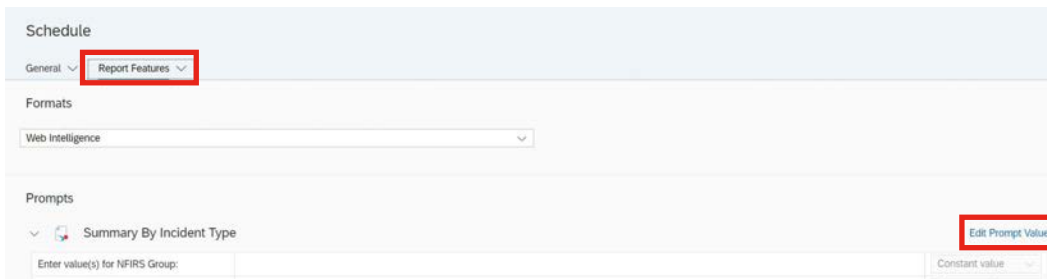 Schedule
General Report Features
Formats
Web Intelligence
Prompts
Summary By Incident Type Edit Prompt Value
Enter value(s) for NFIRS Group: Constant value